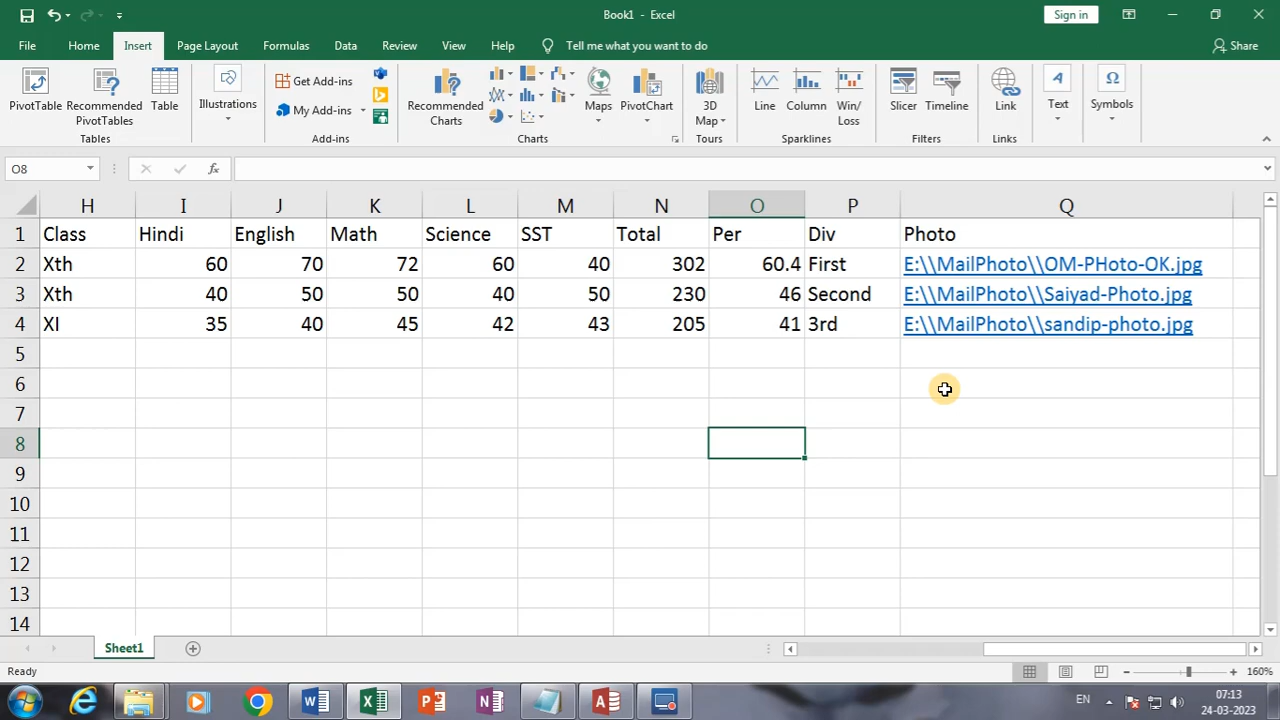 Book1 - Excel
Sign in
File Home Insert Page Layout Formulas Data Review View Help Tell me what you want to do Share
PivotTable Recommended PivotTables Table
Tables
Illustrations
Get Add-ins
My Add-ins
Add-ins
Recommended Charts
Maps PivotChart
Charts
3D Map
Tours
Line Column Win/Loss
Sparklines
Slicer Timeline
Filters
Link
Links
Text
Symbols
O8 fx
H I J K L M N O P Q
1 Class Hindi English Math Science SST Total Per Div Photo
2 Xth 60 70 72 60 40 302 60.4 First E:\\MailPhoto\\OM-PHoto-OK.jpg
3 Xth 40 50 50 40 50 230 46 Second E:\\MailPhoto\\Saiyad-Photo.jpg
4 XI 35 40 45 42 43 205 41 3rd E:\\MailPhoto\\sandip-photo.jpg
5
6
7
8
9
10
11
12
13
14
Sheet1
Ready 160%
EN 07:13
24-03-2023